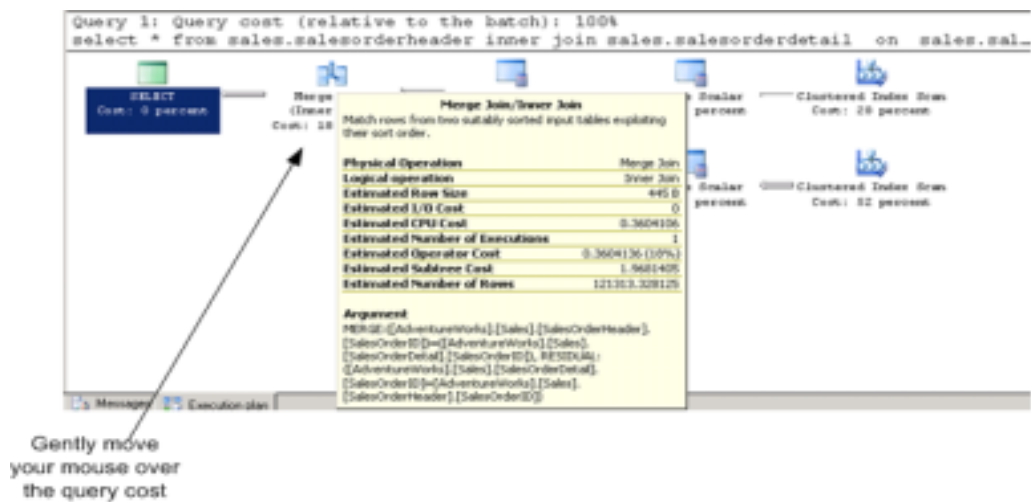 Query 1: Query cost (relative to the batch): 100%
select * from sales.salesorderheader inner join sales.salesorderdetail on sales.sal…
SELECT
Cost: 0 percent
Merge
(Inner
Cost: 18
Scalar
percent
Clustered Index Scan
Cost: 28 percent
Scalar
percent
Clustered Index Scan
Cost: 52 percent
Merge Join/Inner Join
Match rows from two suitably sorted input tables exploiting
their sort order.
Physical Operation Merge Join
Logical operation Inner Join
Estimated Row Size 445 B
Estimated I/O Cost 0
Estimated CPU Cost 0.3604106
Estimated Number of Executions 1
Estimated Operator Cost 0.3604136 (18%)
Estimated Subtree Cost 1.9681405
Estimated Number of Rows 121313.328125
Argument
MERGE:([AdventureWorks].[Sales].[SalesOrderHeader].
[SalesOrderID])=([AdventureWorks].[Sales].
[SalesOrderDetail].[SalesOrderID]), RESIDUAL:
([AdventureWorks].[Sales].[SalesOrderDetail].
[SalesOrderID]=[AdventureWorks].[Sales].
[SalesOrderHeader].[SalesOrderID])
Messages Execution plan
Gently move
your mouse over
the query cost